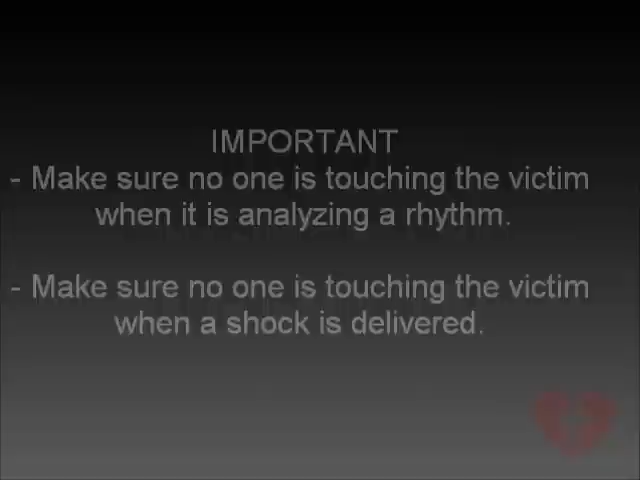 IMPORTANT
- Make sure no one is touching the victim
when it is analyzing a rhythm.
- Make sure no one is touching the victim
when a shock is delivered.